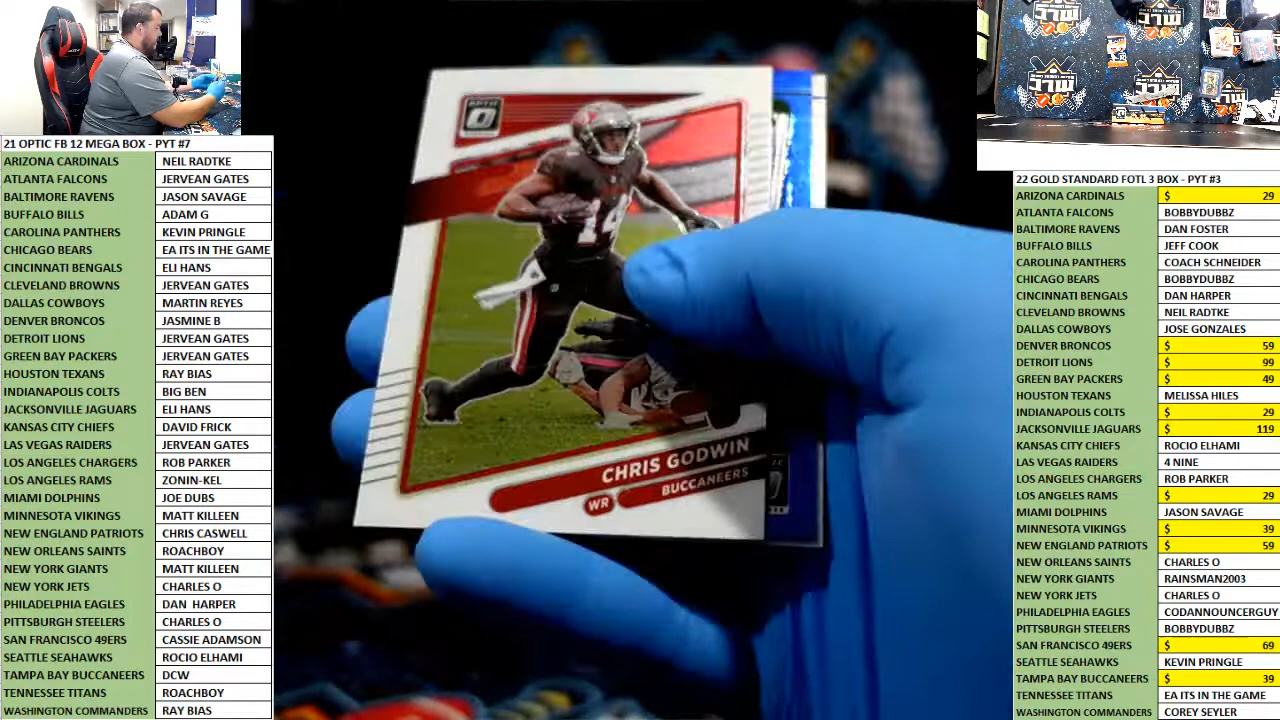 21 OPTIC FB 12 MEGA BOX - PYT #7
ARIZONA CARDINALS NEIL RADTKE
ATLANTA FALCONS JERVEAN GATES
BALTIMORE RAVENS JASON SAVAGE
BUFFALO BILLS ADAM G
CAROLINA PANTHERS KEVIN PRINGLE
CHICAGO BEARS EA ITS IN THE GAME
CINCINNATI BENGALS ELI HANS
CLEVELAND BROWNS JERVEAN GATES
DALLAS COWBOYS MARTIN REYES
DENVER BRONCOS JASMINE B
DETROIT LIONS JERVEAN GATES
GREEN BAY PACKERS JERVEAN GATES
HOUSTON TEXANS RAY BIAS
INDIANAPOLIS COLTS BIG BEN
JACKSONVILLE JAGUARS ELI HANS
KANSAS CITY CHIEFS DAVID FRICK
LAS VEGAS RAIDERS JERVEAN GATES
LOS ANGELES CHARGERS ROB PARKER
LOS ANGELES RAMS ZONIN-KEL
MIAMI DOLPHINS JOE DUBS
MINNESOTA VIKINGS MATT KILLEEN
NEW ENGLAND PATRIOTS CHRIS CASWELL
NEW ORLEANS SAINTS ROACHBOY
NEW YORK GIANTS MATT KILLEEN
NEW YORK JETS CHARLES O
PHILADELPHIA EAGLES DAN HARPER
PITTSBURGH STEELERS CHARLES O
SAN FRANCISCO 49ERS CASSIE ADAMSON
SEATTLE SEAHAWKS ROCIO ELHAMI
TAMPA BAY BUCCANEERS DCW
TENNESSEE TITANS ROACHBOY
WASHINGTON COMMANDERS RAY BIAS
OPTIC
14
CHRIS GODWIN
WR BUCCANEERS
22 GOLD STANDARD FOTL 3 BOX - PYT #3
ARIZONA CARDINALS $ 29
ATLANTA FALCONS BOBBYDUBBZ
BALTIMORE RAVENS DAN FOSTER
BUFFALO BILLS JEFF COOK
CAROLINA PANTHERS COACH SCHNEIDER
CHICAGO BEARS BOBBYDUBBZ
CINCINNATI BENGALS DAN HARPER
CLEVELAND BROWNS NEIL RADTKE
DALLAS COWBOYS JOSE GONZALES
DENVER BRONCOS $ 59
DETROIT LIONS $ 99
GREEN BAY PACKERS $ 49
HOUSTON TEXANS MELISSA HILES
INDIANAPOLIS COLTS $ 29
JACKSONVILLE JAGUARS $ 119
KANSAS CITY CHIEFS ROCIO ELHAMI
LAS VEGAS RAIDERS 4 NINE
LOS ANGELES CHARGERS ROB PARKER
LOS ANGELES RAMS $ 29
MIAMI DOLPHINS JASON SAVAGE
MINNESOTA VIKINGS $ 39
NEW ENGLAND PATRIOTS $ 59
NEW ORLEANS SAINTS CHARLES O
NEW YORK GIANTS RAINSMAN2003
NEW YORK JETS CHARLES O
PHILADELPHIA EAGLES CODANNOUNCERGUY
PITTSBURGH STEELERS BOBBYDUBBZ
SAN FRANCISCO 49ERS $ 69
SEATTLE SEAHAWKS KEVIN PRINGLE
TAMPA BAY BUCCANEERS $ 39
TENNESSEE TITANS EA ITS IN THE GAME
WASHINGTON COMMANDERS COREY SEYLER